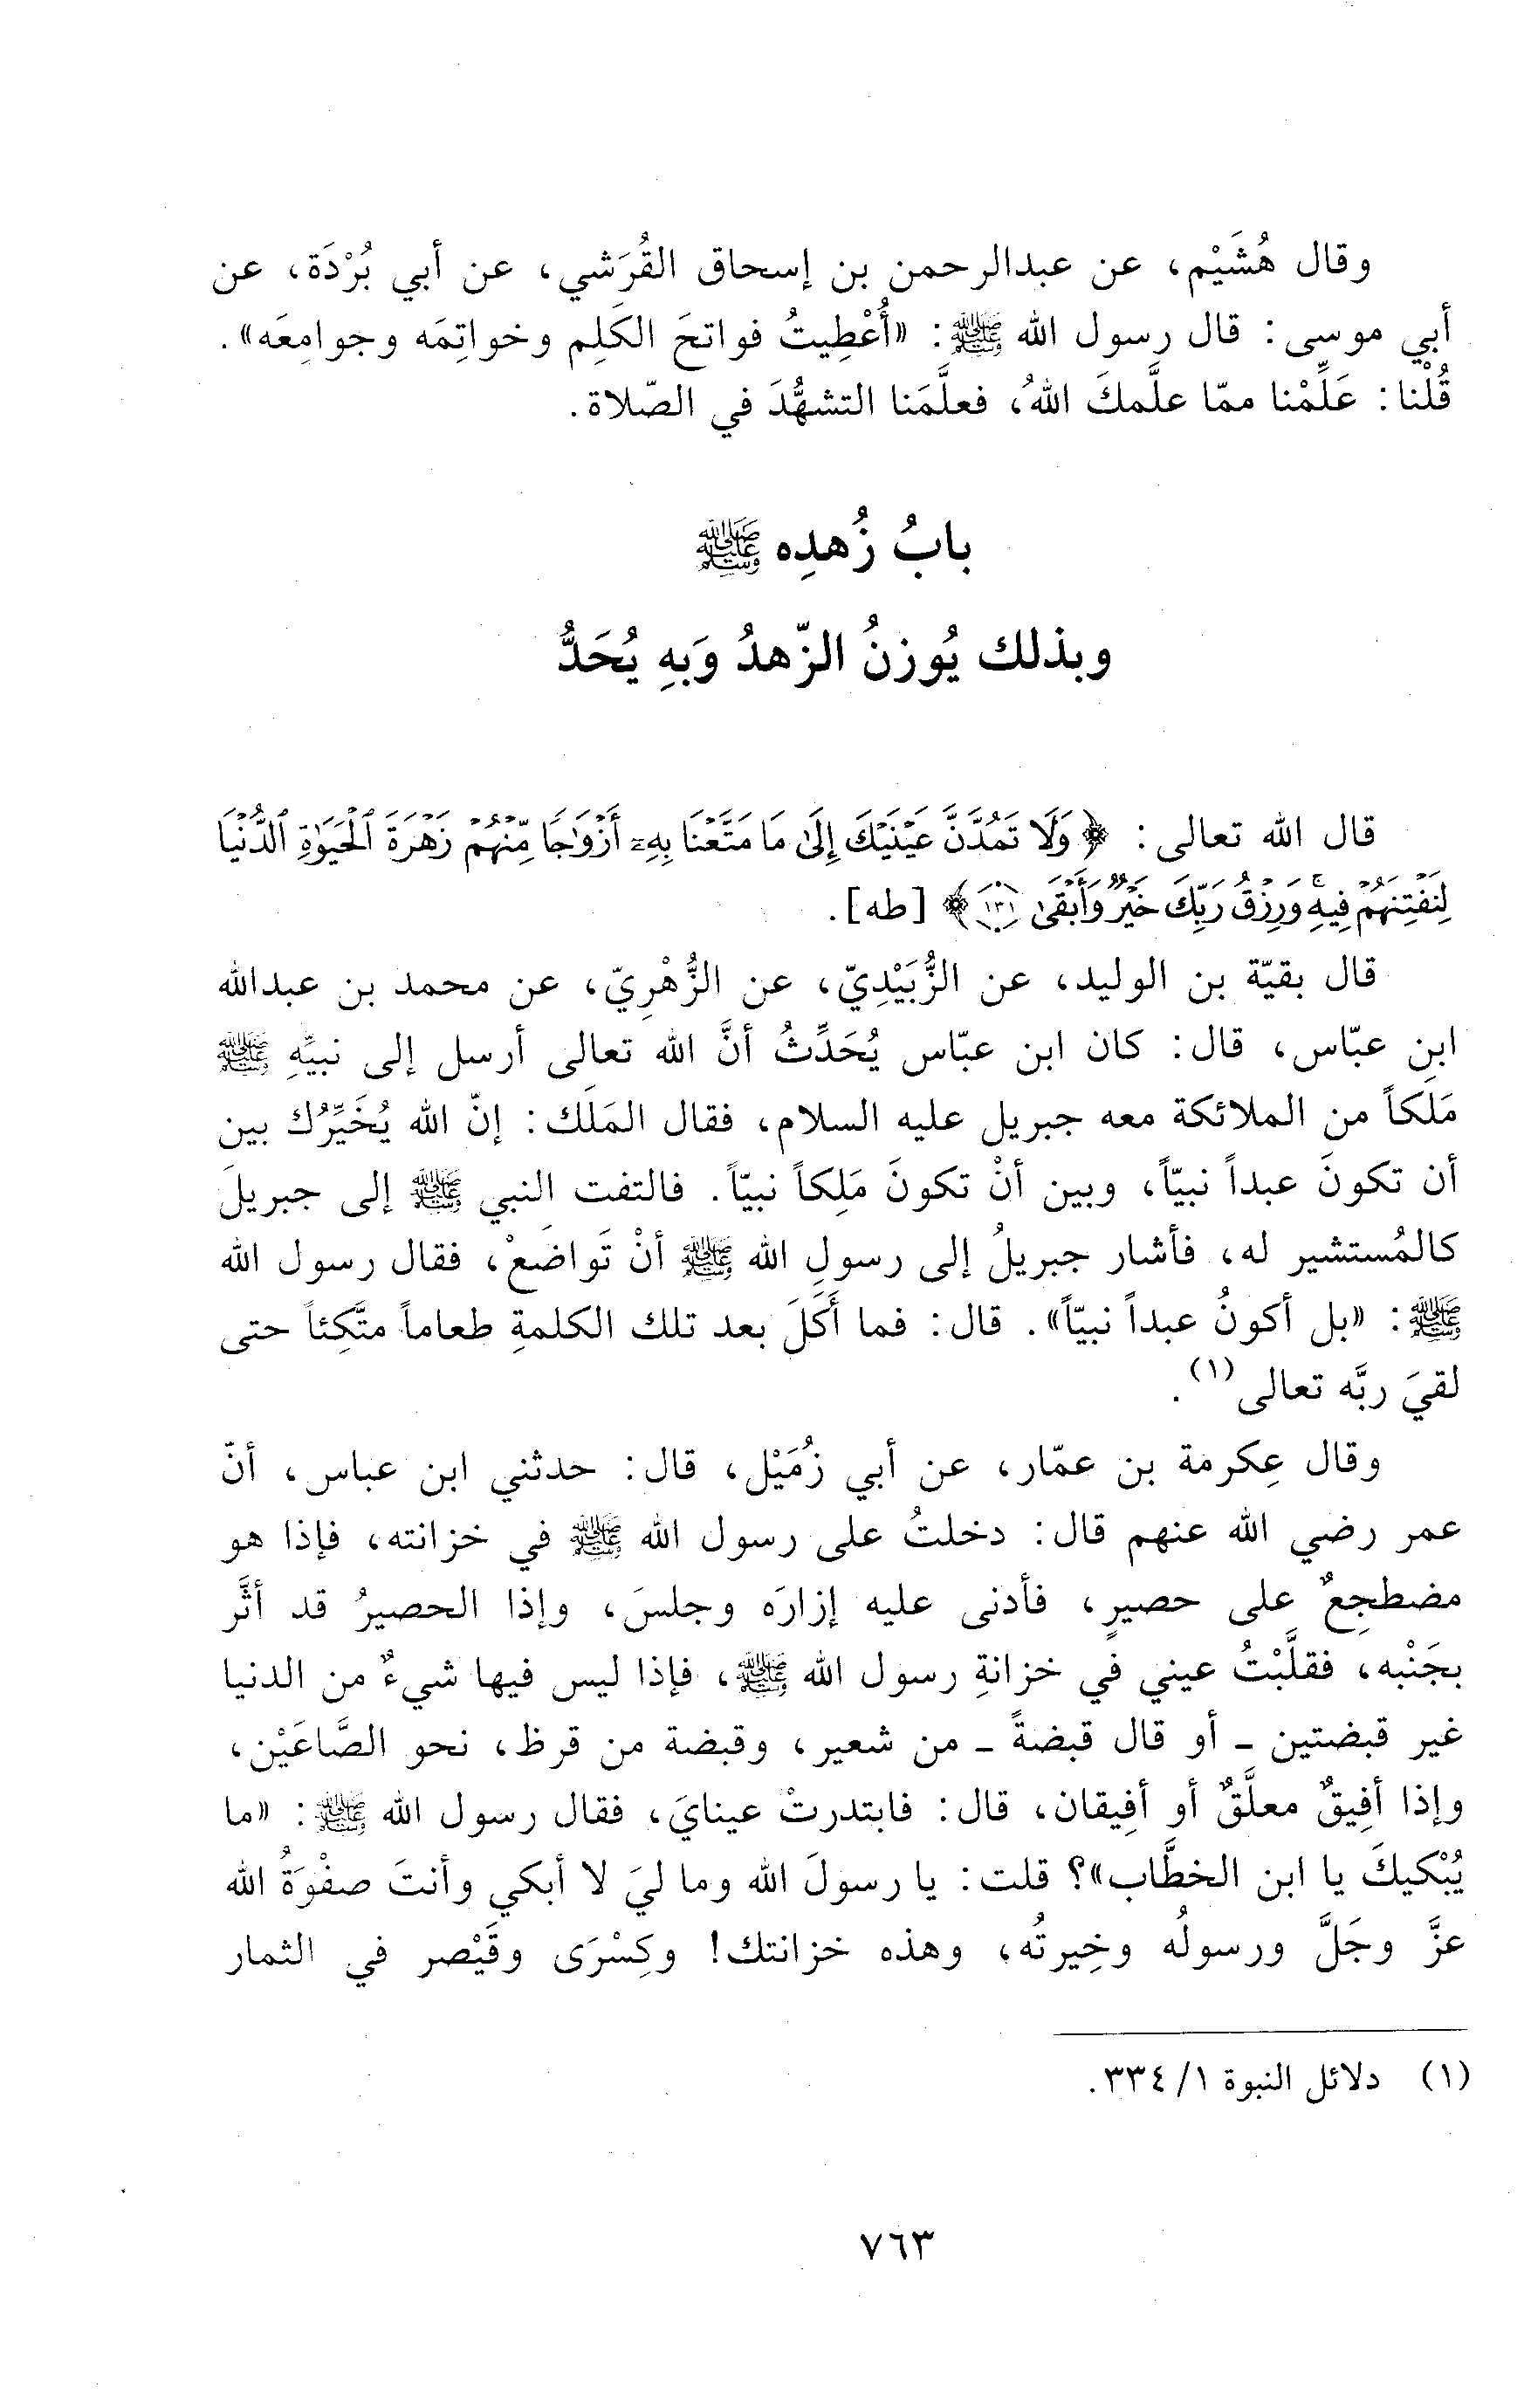 وقال هُشَيْم، عن عبدالرحمن بن إسحاق القُرَشي، عن أبي بُرْدَة، عن
أبي موسى: قال رسول الله ﷺ: «أُعْطِيتُ فواتحَ الكَلِم وخواتِمَه وجوامِعَه».
قُلْنا: عَلِّمْنا ممّا علَّمكَ اللهُ، فعلَّمَنا التشهُّدَ في الصّلاة.
بابُ زُهدِه ﷺ
وبذلك يُوزنُ الزّهدُ وَبهِ يُحَدُّ
قال الله تعالى: ﴿وَلَا تَمُدَّنَّ عَيْنَيْكَ إِلَىٰ مَا مَتَّعْنَا بِهِۦٓ أَزْوَٰجًا مِّنْهُمْ زَهْرَةَ ٱلْحَيَوٰةِ ٱلدُّنْيَا
لِنَفْتِنَهُمْ فِيهِ ۚ وَرِزْقُ رَبِّكَ خَيْرٌ وَأَبْقَىٰ ١٣١﴾ [طه].
قال بقيّة بن الوليد، عن الزُّبَيْدِيّ، عن الزُّهْرِيّ، عن محمد بن عبدالله
ابنِ عبّاس، قال: كان ابن عبّاس يُحَدِّثُ أنَّ الله تعالى أرسل إلى نبيِّهِ ﷺ
مَلَكاً من الملائكة معه جبريل عليه السلام، فقال المَلَك: إنّ الله يُخَيِّرُك بين
أن تكونَ عبداً نبيّاً، وبين أنْ تكونَ مَلِكاً نبيّاً. فالتفت النبي ﷺ إلى جبريلَ
كالمُستشير له، فأشار جبريلُ إلى رسولِ الله ﷺ أنْ تَواضَعْ، فقال رسول الله
ﷺ: «بل أكونُ عبداً نبيّاً». قال: فما أَكَلَ بعد تلك الكلمةِ طعاماً متَّكِئاً حتى
لقيَ ربَّه تعالى(١).
وقال عِكرمة بن عمّار، عن أبي زُمَيْل، قال: حدثني ابن عباس، أنّ
عمر رضي الله عنهم قال: دخلتُ على رسول الله ﷺ في خزانته، فإذا هو
مضطجِعٌ على حصيرٍ، فأدنى عليه إزارَه وجلسَ، وإذا الحصيرُ قد أثَّر
بجَنْبه، فقلَّبْتُ عيني في خزانةِ رسول الله ﷺ، فإذا ليس فيها شيءٌ من الدنيا
غير قبضتين - أو قال قبضةً - من شعير، وقبضة من قرظ، نحو الصَّاعَيْن،
وإذا أفِيقٌ معلَّقٌ أو أفِيقان، قال: فابتدرتْ عينايَ، فقال رسول الله ﷺ: «ما
يُبْكيكَ يا ابن الخطَّاب»؟ قلت: يا رسولَ الله وما ليَ لا أبكي وأنتَ صفْوَةُ الله
عزَّ وجَلَّ ورسولُه وخِيرتُه، وهذه خزانتك! وكِسْرَى وقَيْصر في الثمار
(١) دلائل النبوة ١/ ٣٣٤.
٧٦٣